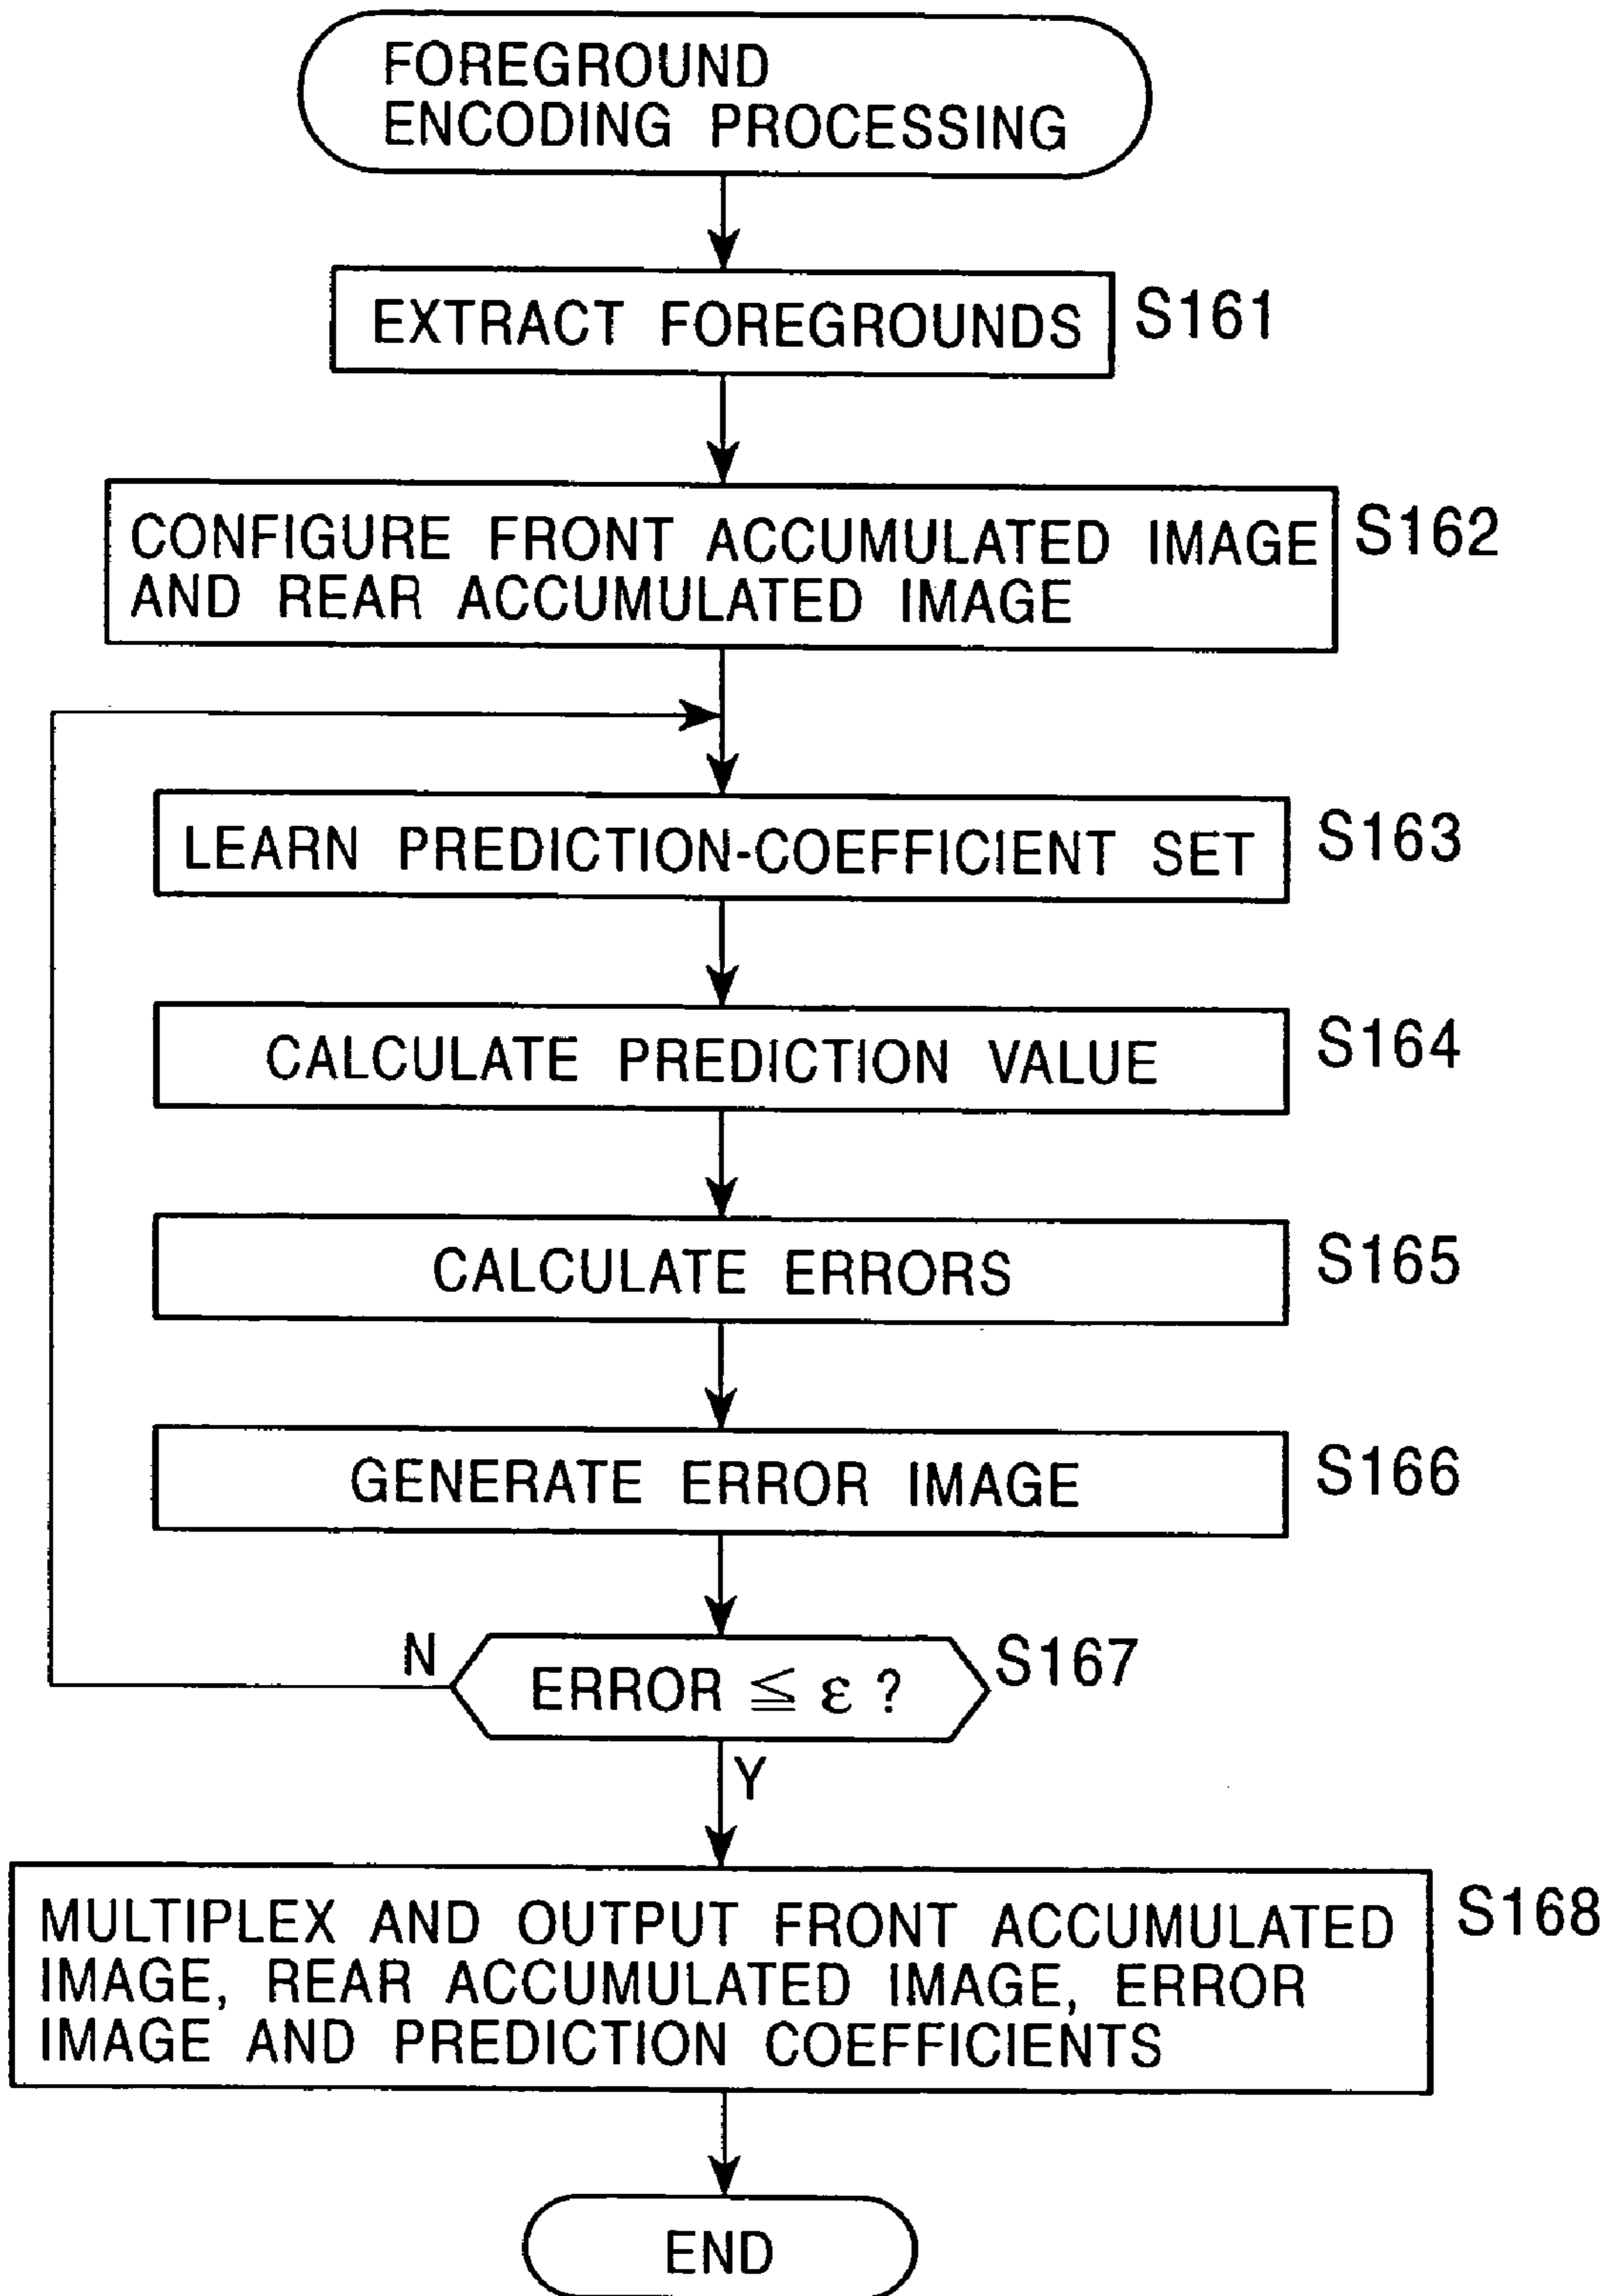 FOREGROUND
ENCODING PROCESSING
EXTRACT FOREGROUNDS
S161
CONFIGURE FRONT ACCUMULATED IMAGE
AND REAR ACCUMULATED IMAGE
S162
LEARN PREDICTION-COEFFICIENT SET
S163
CALCULATE PREDICTION VALUE
S164
CALCULATE ERRORS
S165
GENERATE ERROR IMAGE
S166
N
ERROR ≦ ε ?
S167
Y
MULTIPLEX AND OUTPUT FRONT ACCUMULATED
IMAGE, REAR ACCUMULATED IMAGE, ERROR
IMAGE AND PREDICTION COEFFICIENTS
S168
END